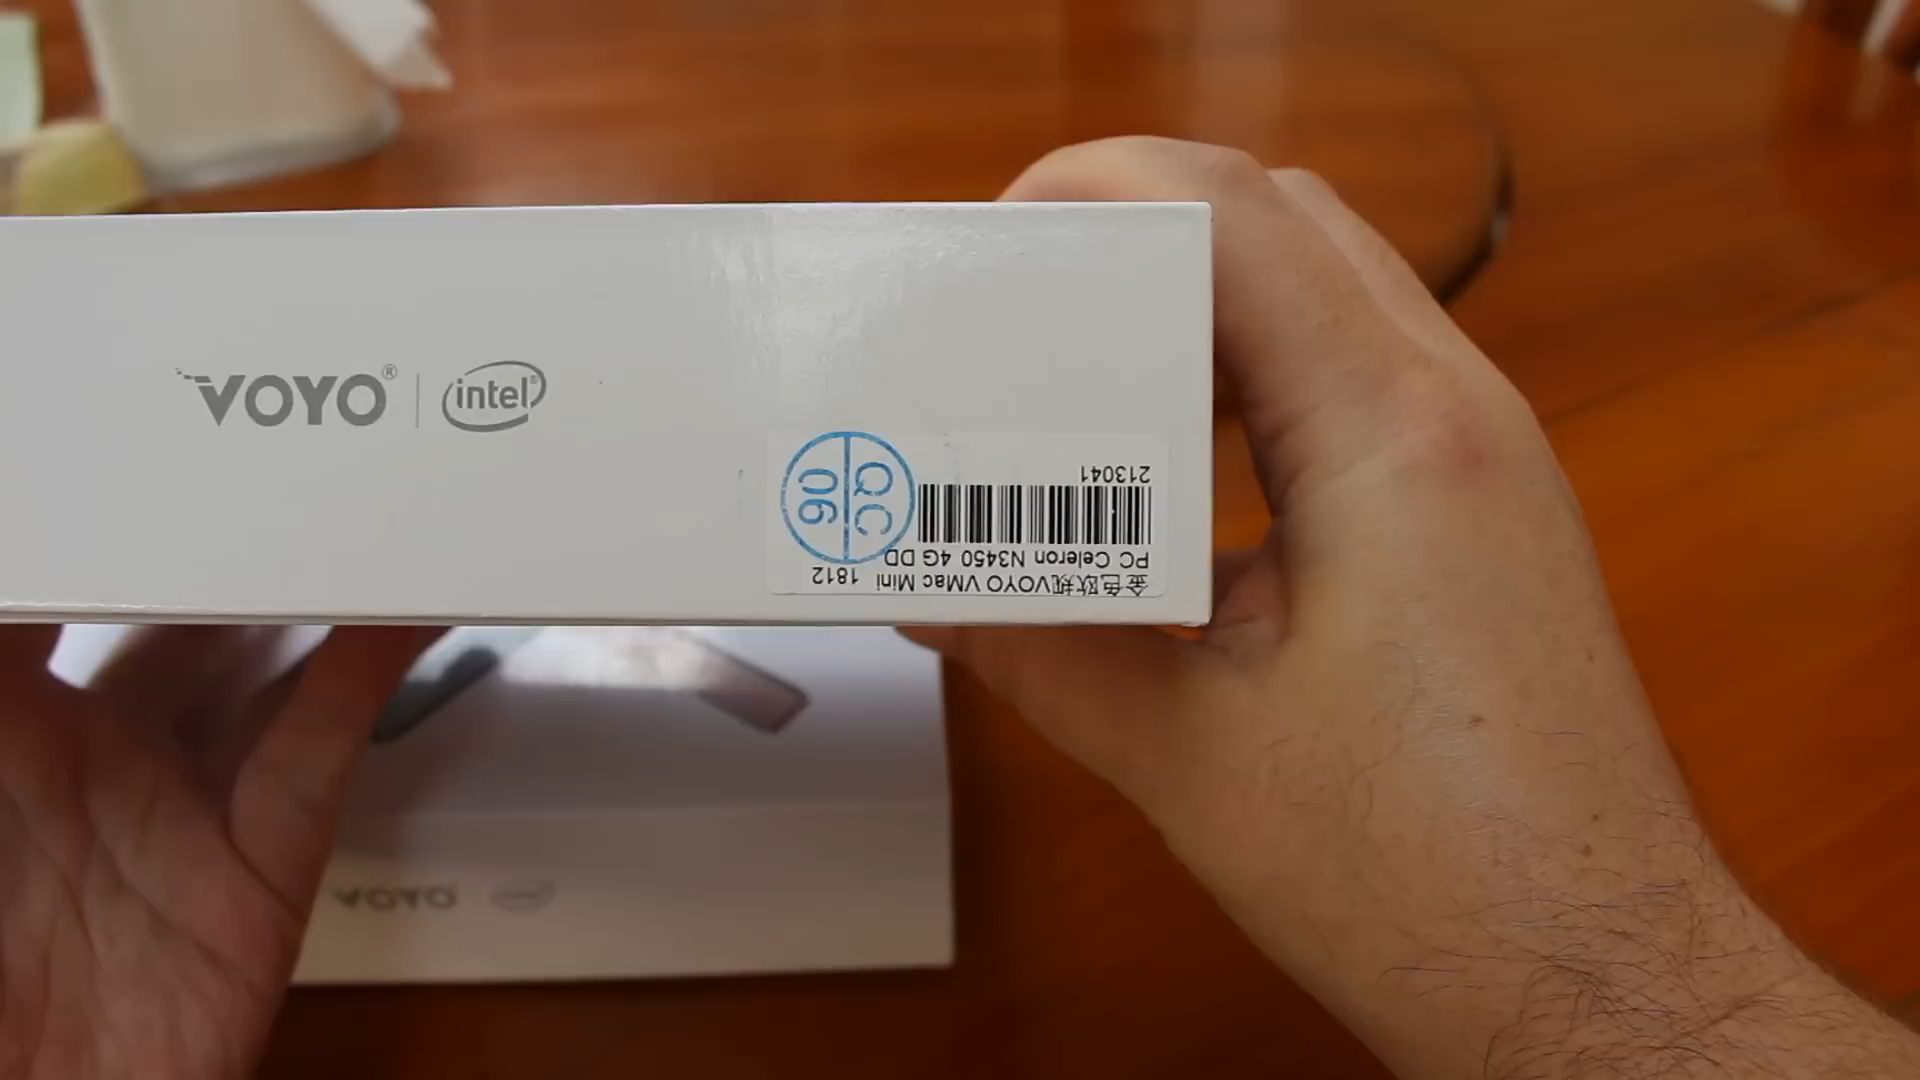 VOYO® | intel®
金色欧规VOYO VMac Mini 1812
PC Celeron N3450 4G DD
213041
QC
06
VOYO